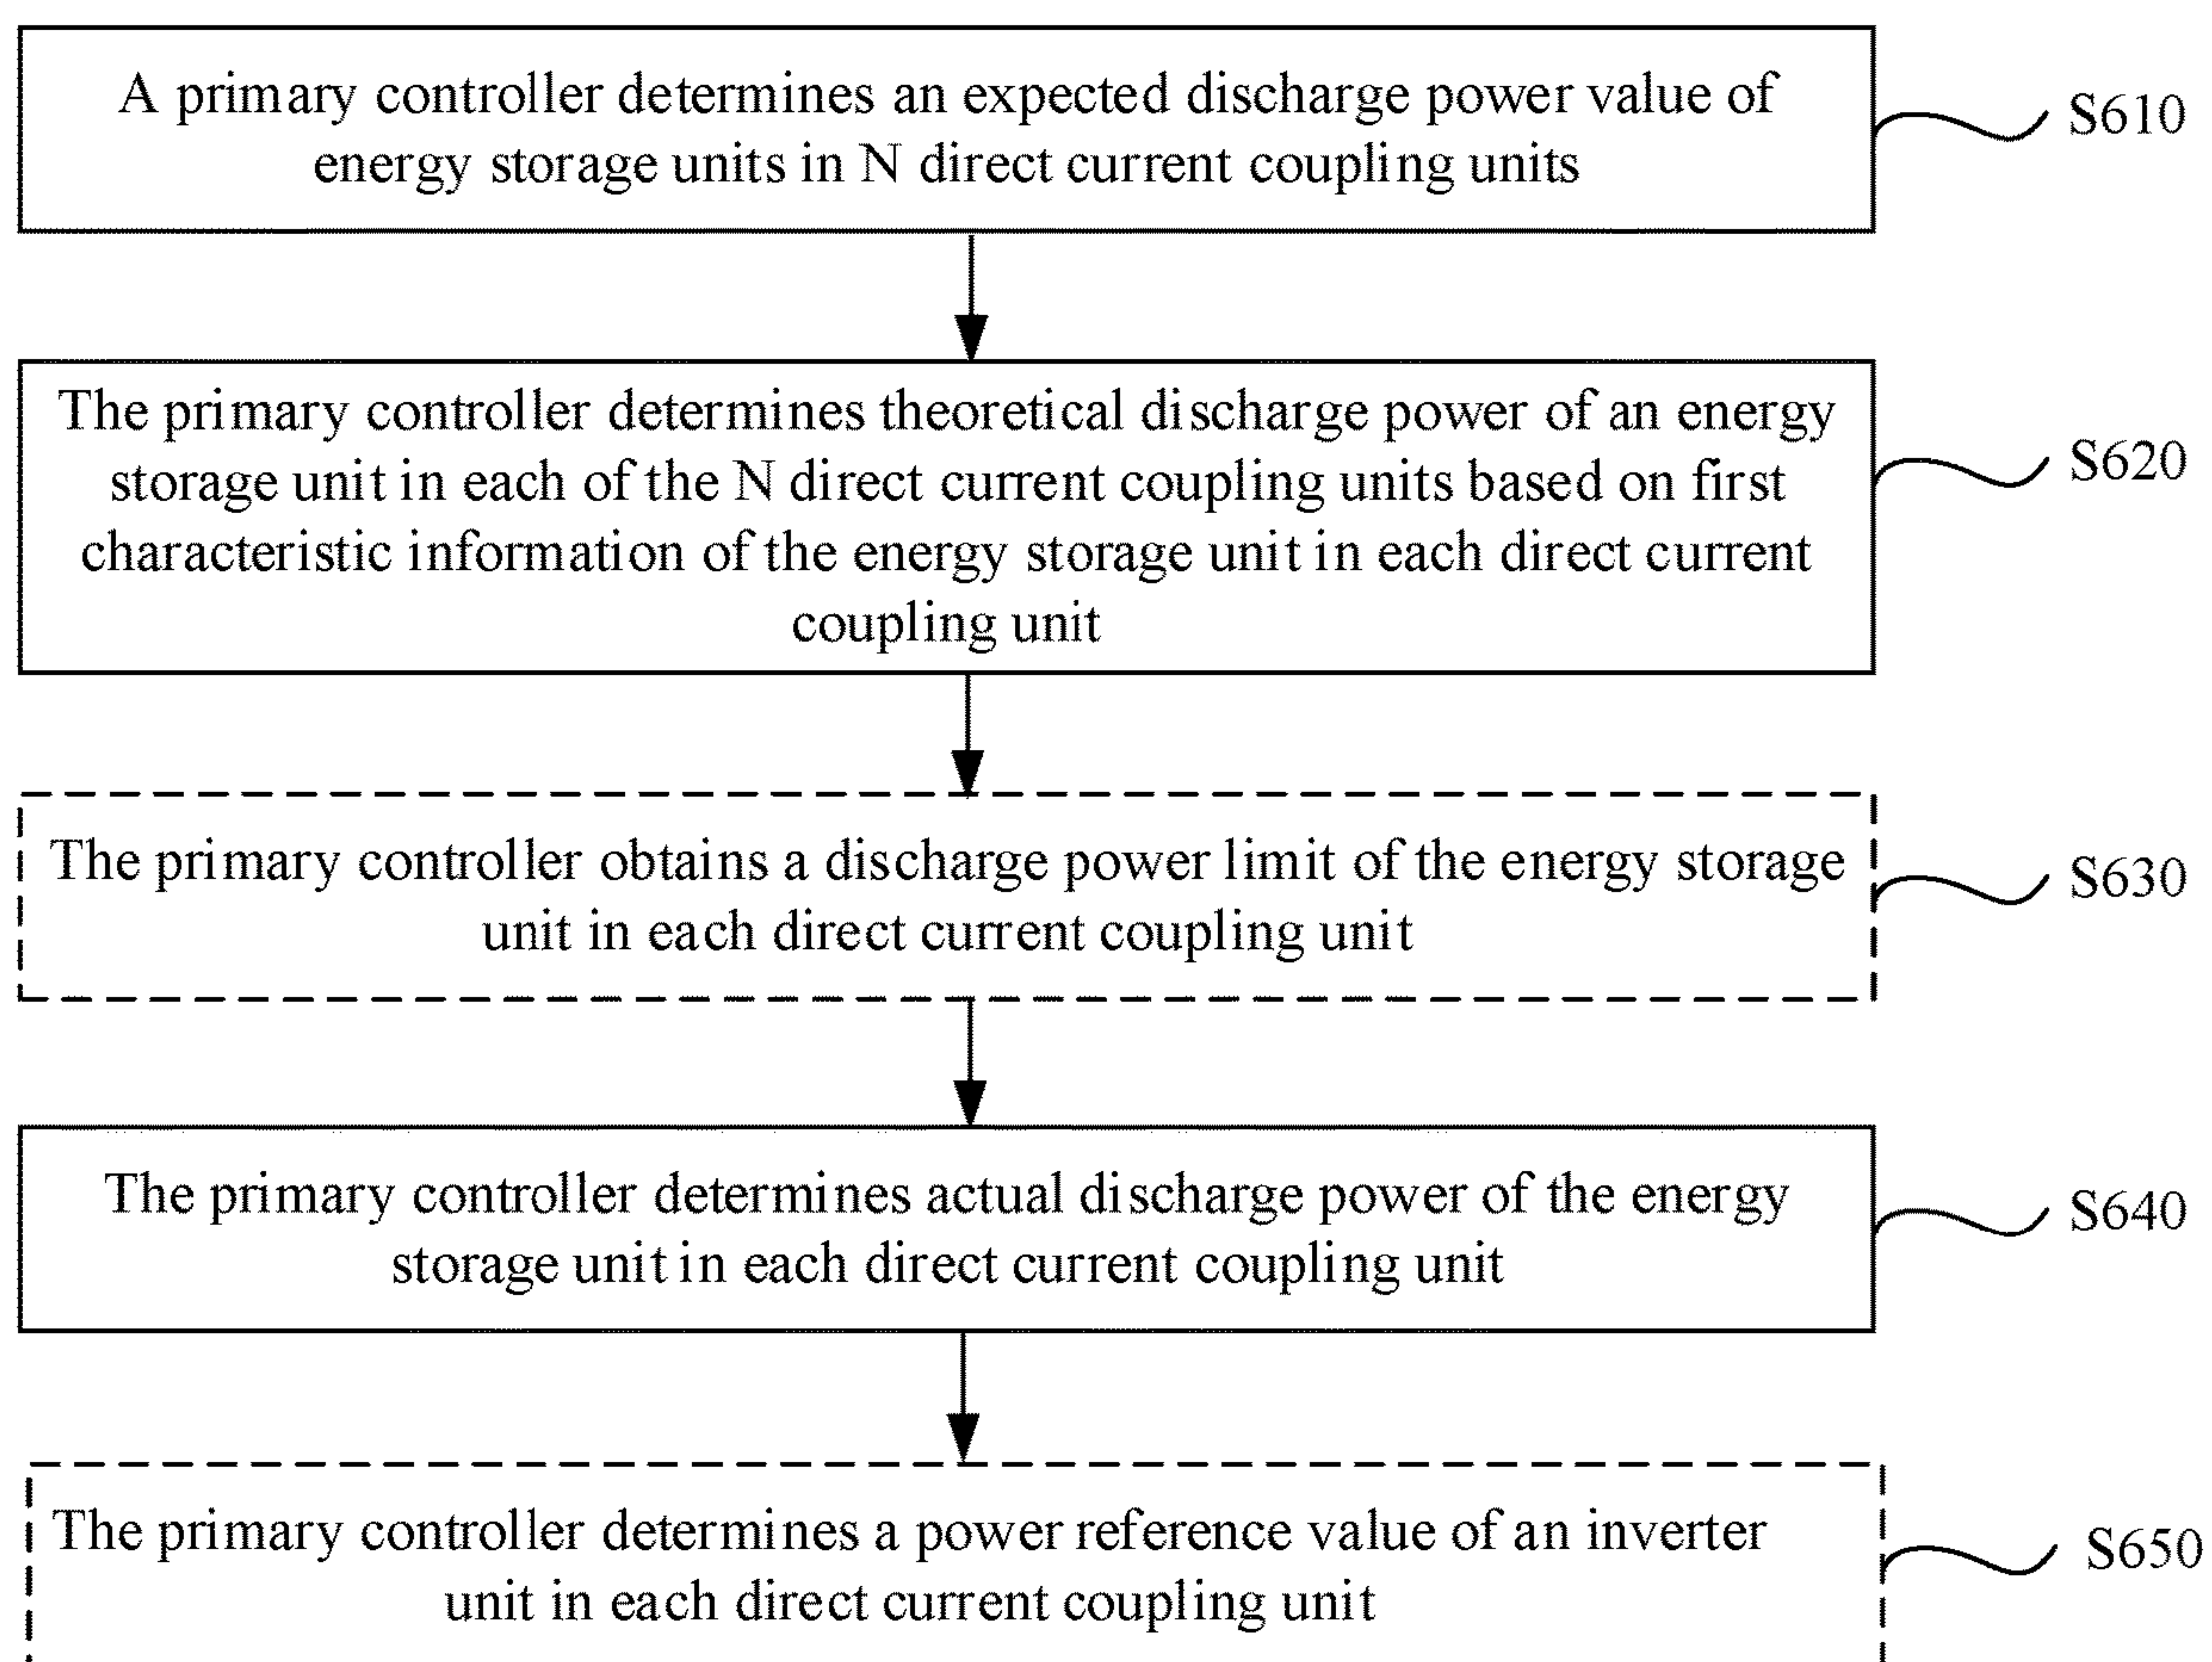 A primary controller determines an expected discharge power value of
energy storage units in N direct current coupling units
S610
The primary controller determines theoretical discharge power of an energy
storage unit in each of the N direct current coupling units based on first
characteristic information of the energy storage unit in each direct current
coupling unit
S620
The primary controller obtains a discharge power limit of the energy storage
unit in each direct current coupling unit
S630
The primary controller determines actual discharge power of the energy
storage unit in each direct current coupling unit
S640
The primary controller determines a power reference value of an inverter
unit in each direct current coupling unit
S650